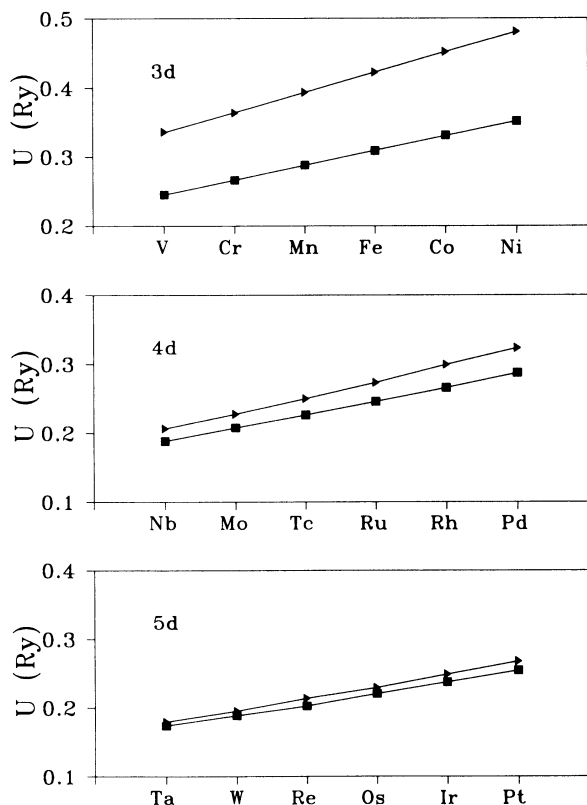 0.5
3d
0.4
U (Ry)
0.3
0.2
V Cr Mn Fe Co Ni
0.4
4d
0.3
U (Ry)
0.2
0.1
Nb Mo Tc Ru Rh Pd
0.4
5d
0.3
U (Ry)
0.2
0.1
Ta W Re Os Ir Pt